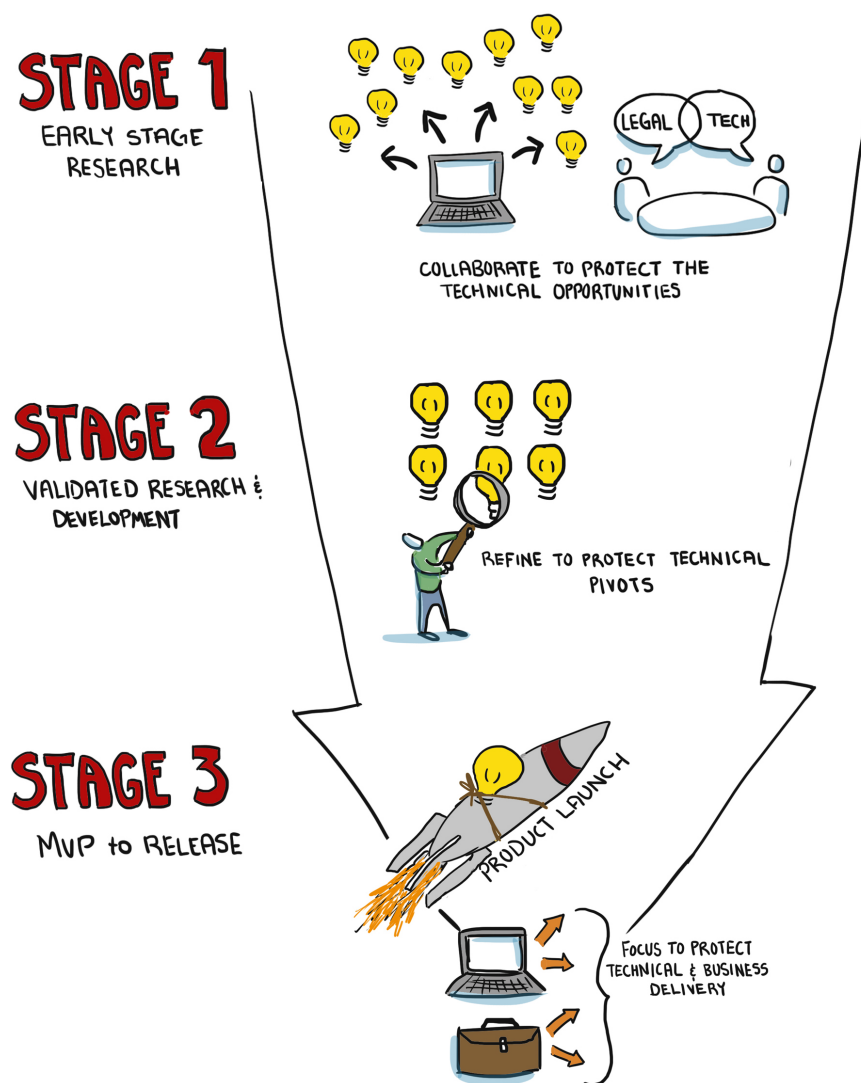 STAGE 1
EARLY STAGE
RESEARCH
LEGAL
TECH
COLLABORATE TO PROTECT THE
TECHNICAL OPPORTUNITIES
STAGE 2
VALIDATED RESEARCH &
DEVELOPMENT
REFINE TO PROTECT TECHNICAL
PIVOTS
STAGE 3
MVP to RELEASE
PRODUCT LAUNCH
FOCUS TO PROTECT
TECHNICAL & BUSINESS
DELIVERY